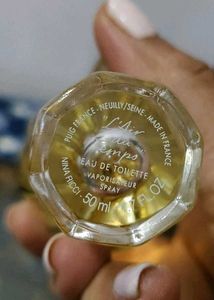 PUIG FRANCE - NEUILLY/SEINE - MADE IN FRANCE
L'Air
du
Temps
EAU DE TOILETTE
VAPORISATEUR
SPRAY
NINA RICCI 50 ml 1.7 FL OZ